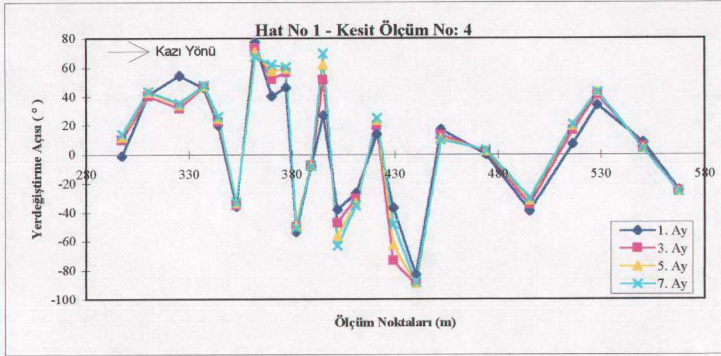 Hat No 1 - Kesit Ölçüm No: 4
Kazı Yönü
Yerdeğiştirme Açısı ( ° )
80
60
40
20
0
-20
-40
-60
-80
-100
280
330
380
430
480
530
580
1. Ay
3. Ay
5. Ay
7. Ay
Ölçüm Noktaları (m)